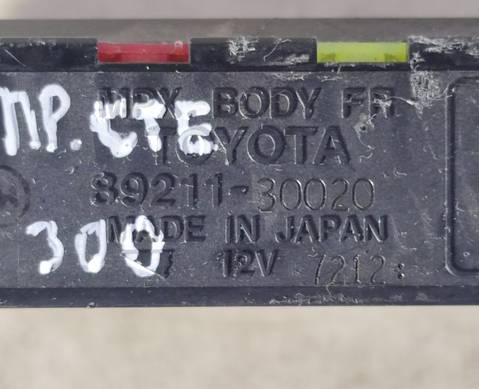 MPX BODY FR
ПР. СТЕ
TOYOTA
89211-30020
MADE IN JAPAN
300
12V 7212: